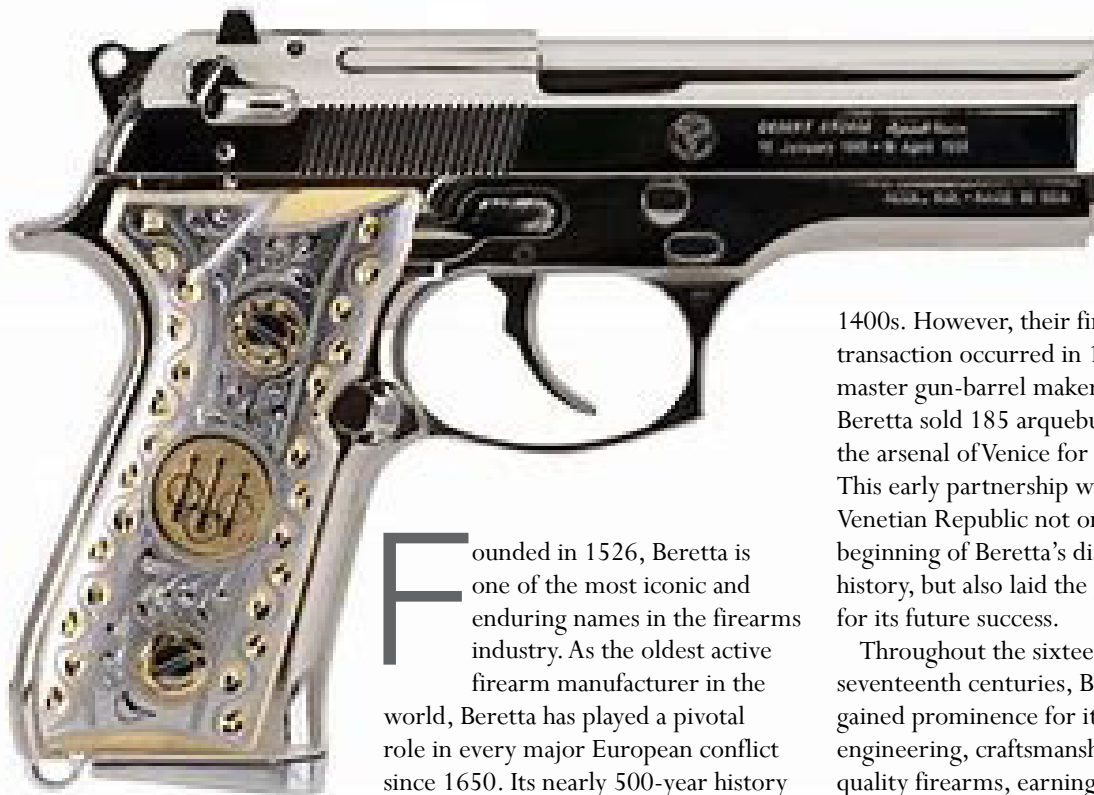 DESERT STORM
January April
Founded in 1526, Beretta is
one of the most iconic and
enduring names in the firearms
industry. As the oldest active
firearm manufacturer in the
world, Beretta has played a pivotal
role in every major European conflict
since 1650. Its nearly 500-year history
1400s. However, their fi
transaction occurred in 1
master gun-barrel maker
Beretta sold 185 arquebu
the arsenal of Venice for
This early partnership w
Venetian Republic not on
beginning of Beretta’s di
history, but also laid the
for its future success.
Throughout the sixtee
seventeenth centuries, B
gained prominence for it
engineering, craftsmansh
quality firearms, earning